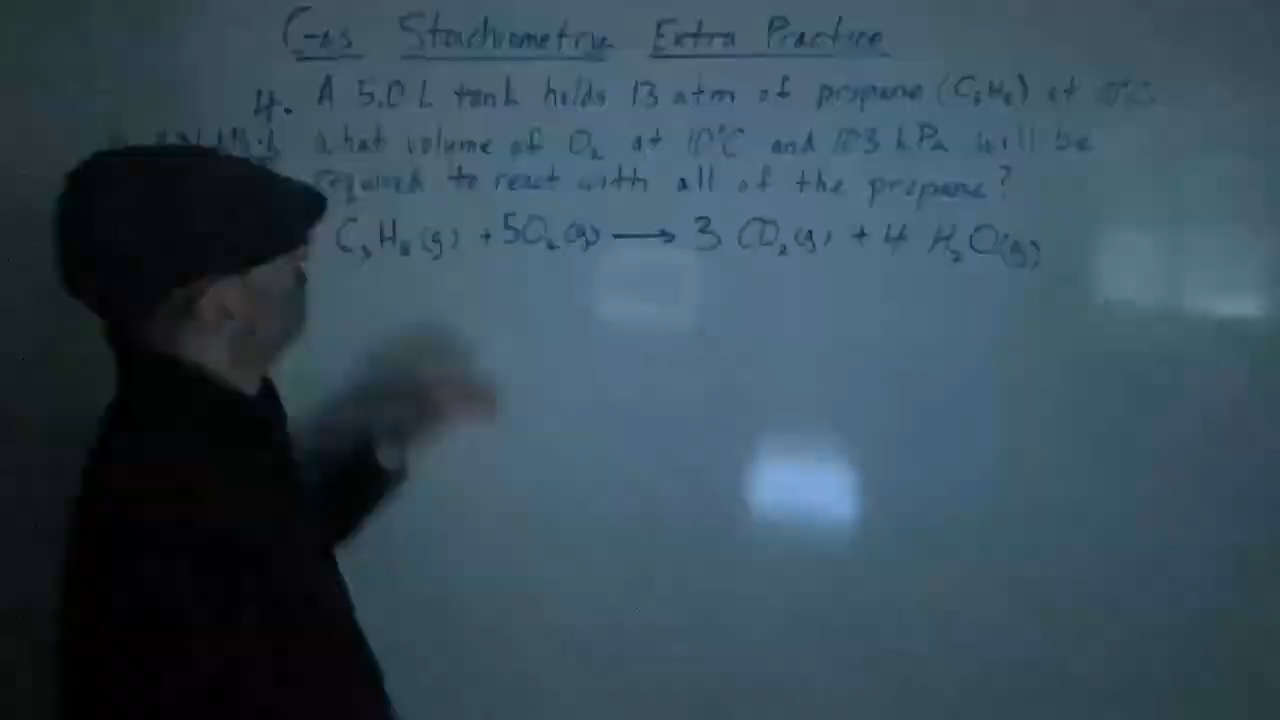 Gas Stoichiometry Extra Practice
4. A 5.0 L tank holds 13 atm of propane (C₃H₈) at 10°C.
What volume of O₂ at 10°C and 103 kPa will be
required to react with all of the propane?
C₃H₈(g) + 5O₂(g) → 3 CO₂(g) + 4 H₂O(g)